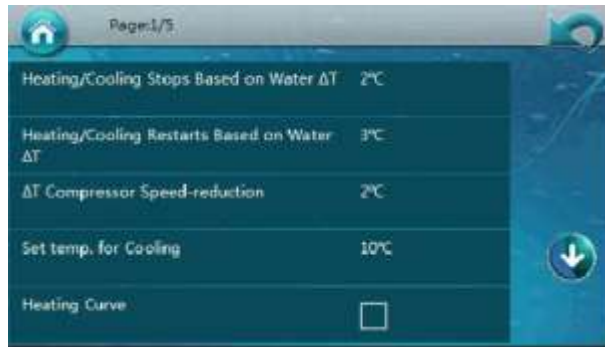 Page:1/5
Heating/Cooling Stops Based on Water ΔT 2℃
Heating/Cooling Restarts Based on Water 3℃
ΔT
ΔT Compressor Speed-reduction 2℃
Set temp. for Cooling 10℃
Heating Curve